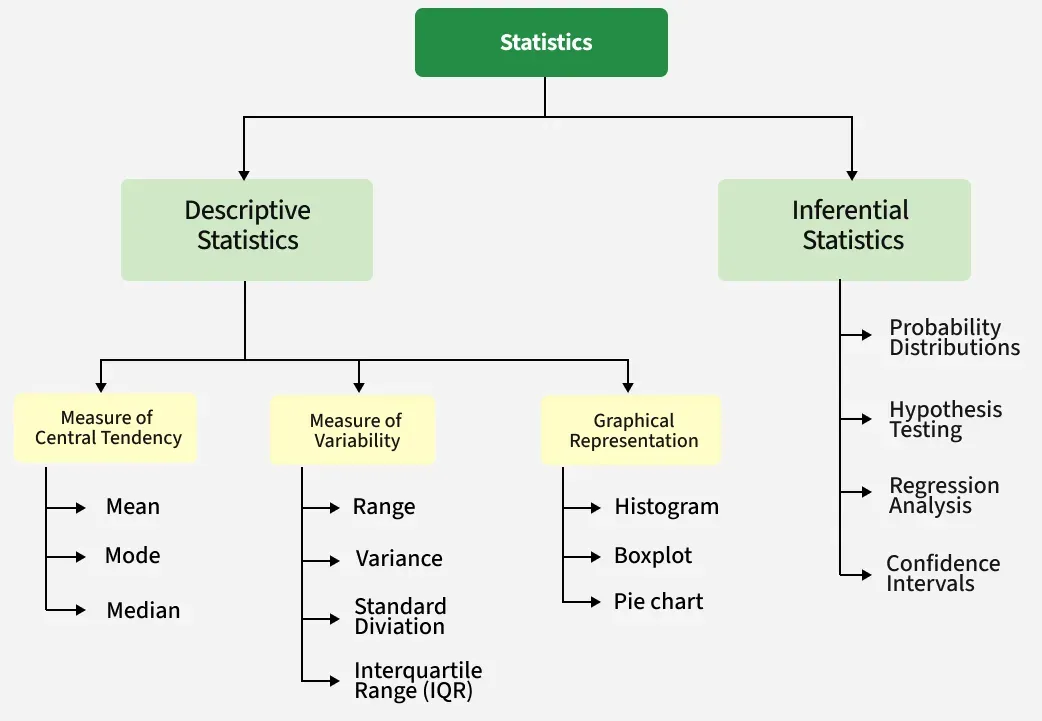 Statistics
Descriptive
Statistics
Inferential
Statistics
Measure of
Central Tendency
Mean
Mode
Median
Measure of
Variability
Range
Variance
Standard
Diviation
Interquartile
Range (IQR)
Graphical
Representation
Histogram
Boxplot
Pie chart
Probability
Distributions
Hypothesis
Testing
Regression
Analysis
Confidence
Intervals